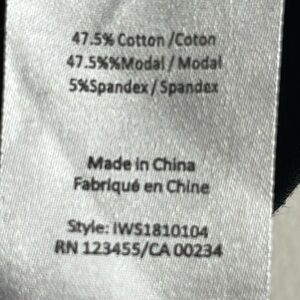 47.5% Cotton /Coton
47.5%%Modal / Modal
5%Spandex / Spandex
Made in China
Fabriqué en Chine
Style: IWS1810104
RN 123455/CA 00234